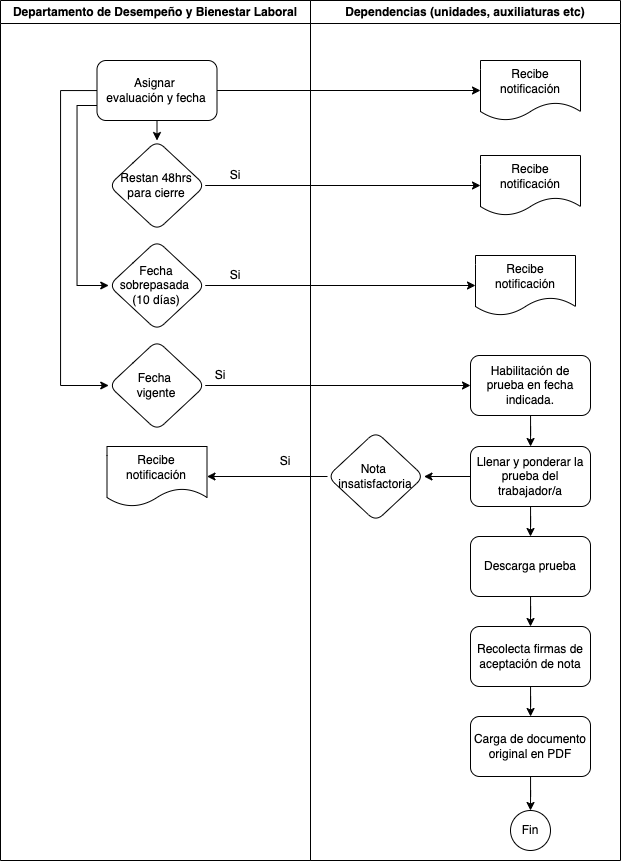 Departamento de Desempeño y Bienestar Laboral
Dependencias (unidades, auxiliaturas etc)
Asignar
evaluación y fecha
Recibe
notificación
Restan 48hrs
para cierre
Si
Recibe
notificación
Fecha
sobrepasada
(10 días)
Si
Recibe
notificación
Fecha
vigente
Si
Habilitación de
prueba en fecha
indicada.
Recibe
notificación
Si
Nota
insatisfactoria
Llenar y ponderar la
prueba del
trabajador/a
Descarga prueba
Recolecta firmas de
aceptación de nota
Carga de documento
original en PDF
Fin